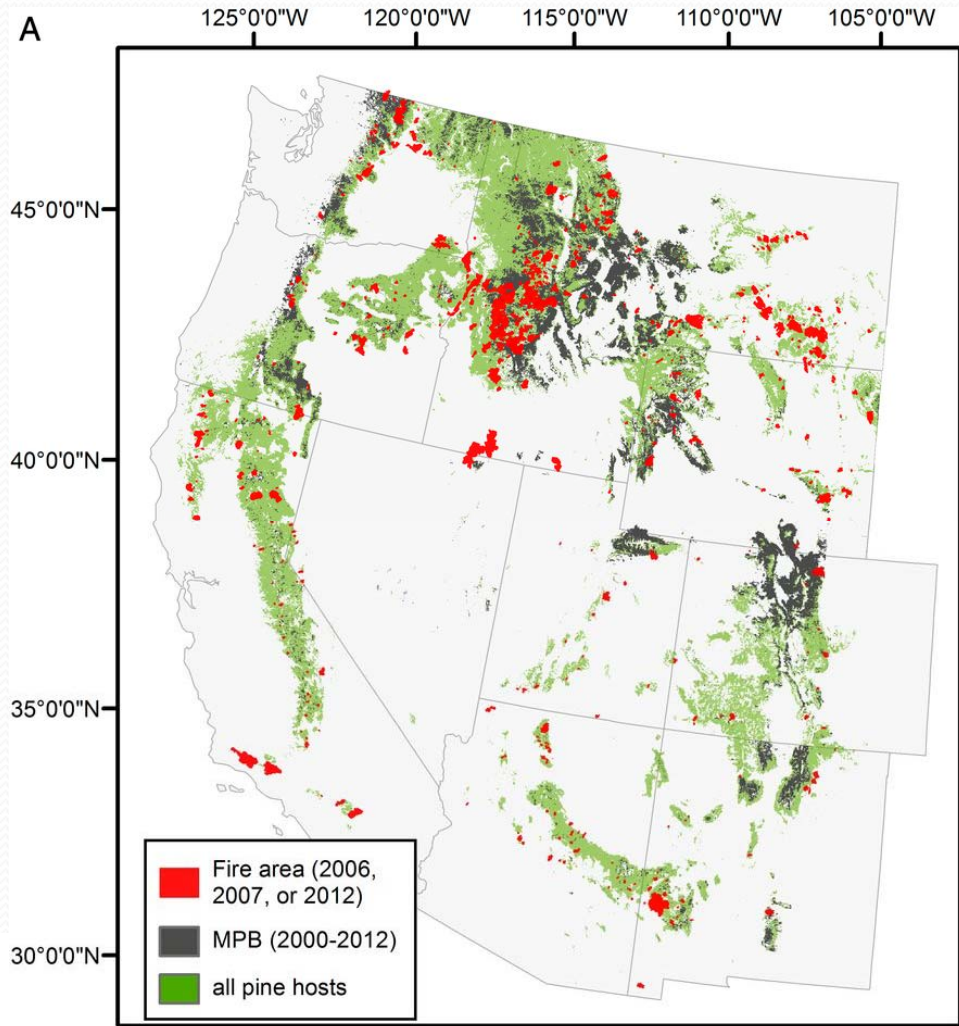 A
125°0'0"W 120°0'0"W 115°0'0"W 110°0'0"W 105°0'0"W
45°0'0"N
40°0'0"N
35°0'0"N
30°0'0"N
Fire area (2006,
2007, or 2012)
MPB (2000-2012)
all pine hosts